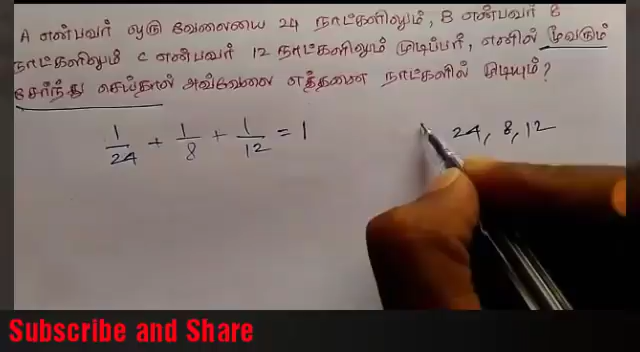 A என்பவர் ஒரு வேலையை 24 நாட்களிலும், B என்பவர் 8
நாட்களிலும் C என்பவர் 12 நாட்களிலும் முடிப்பர், எனில் மூவரும்
சேர்ந்து செய்தால் அவ்வேலை எத்தனை நாட்களில் முடியும்?
1/24 + 1/8 + 1/12 = 1
24, 8, 12
Subscribe and Share